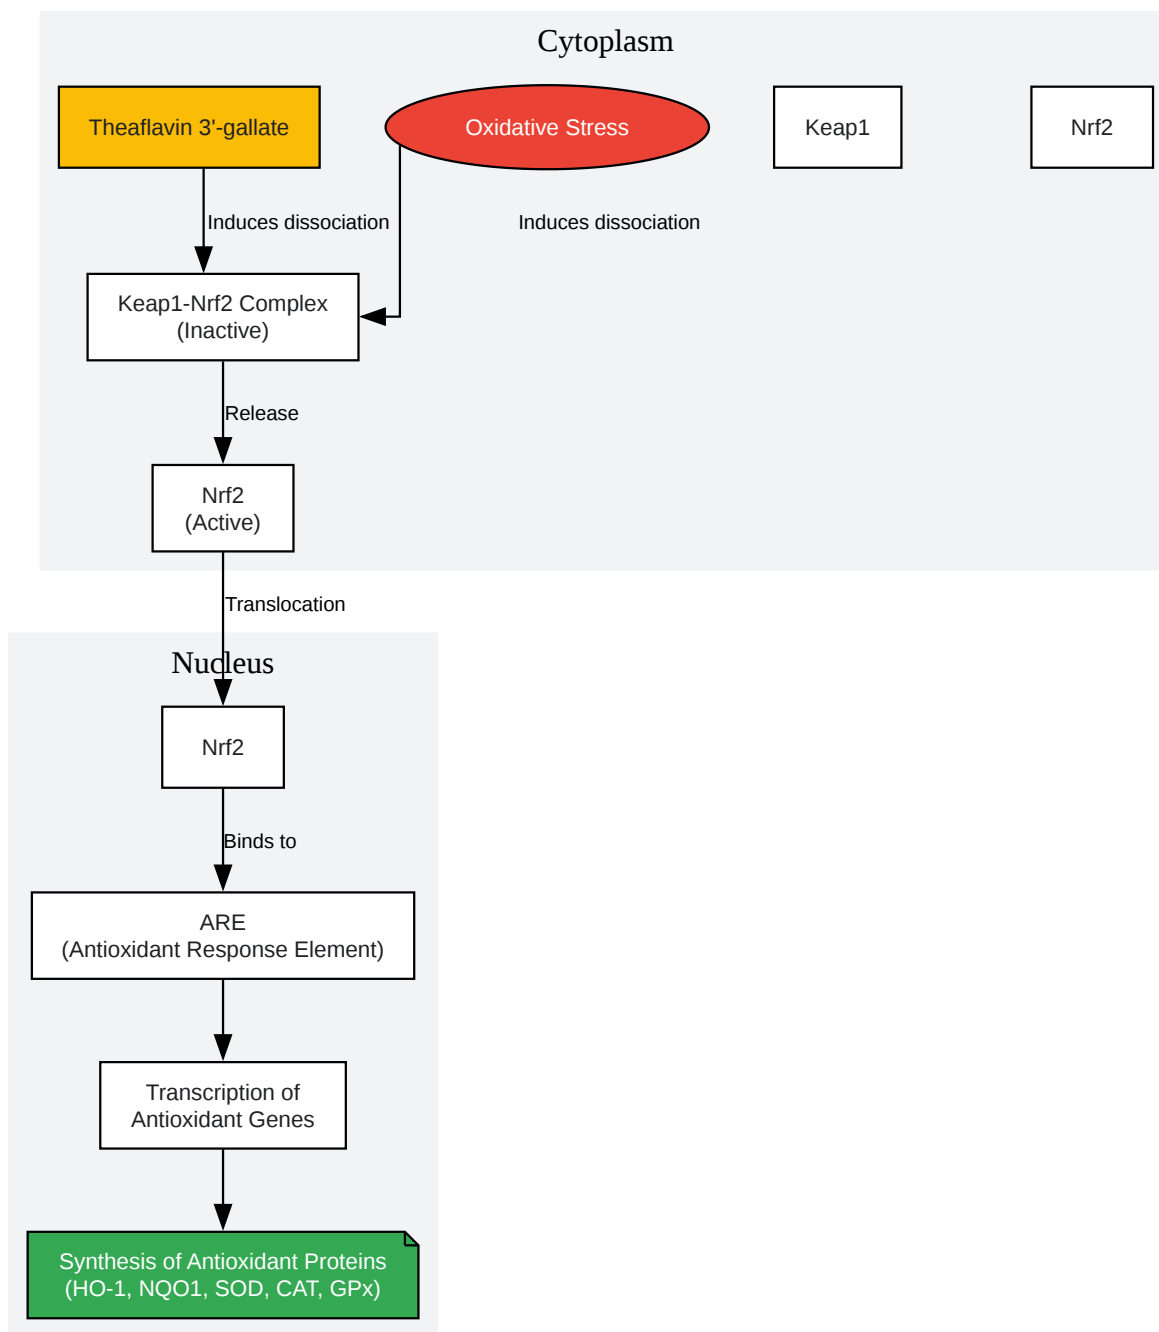 Cytoplasm
Theaflavin 3'-gallate
Oxidative Stress
Keap1
Nrf2
Induces dissociation
Induces dissociation
Keap1-Nrf2 Complex
(Inactive)
Release
Nrf2
(Active)
Translocation
Nucleus
Nrf2
Binds to
ARE
(Antioxidant Response Element)
Transcription of
Antioxidant Genes
Synthesis of Antioxidant Proteins
(HO-1, NQO1, SOD, CAT, GPx)